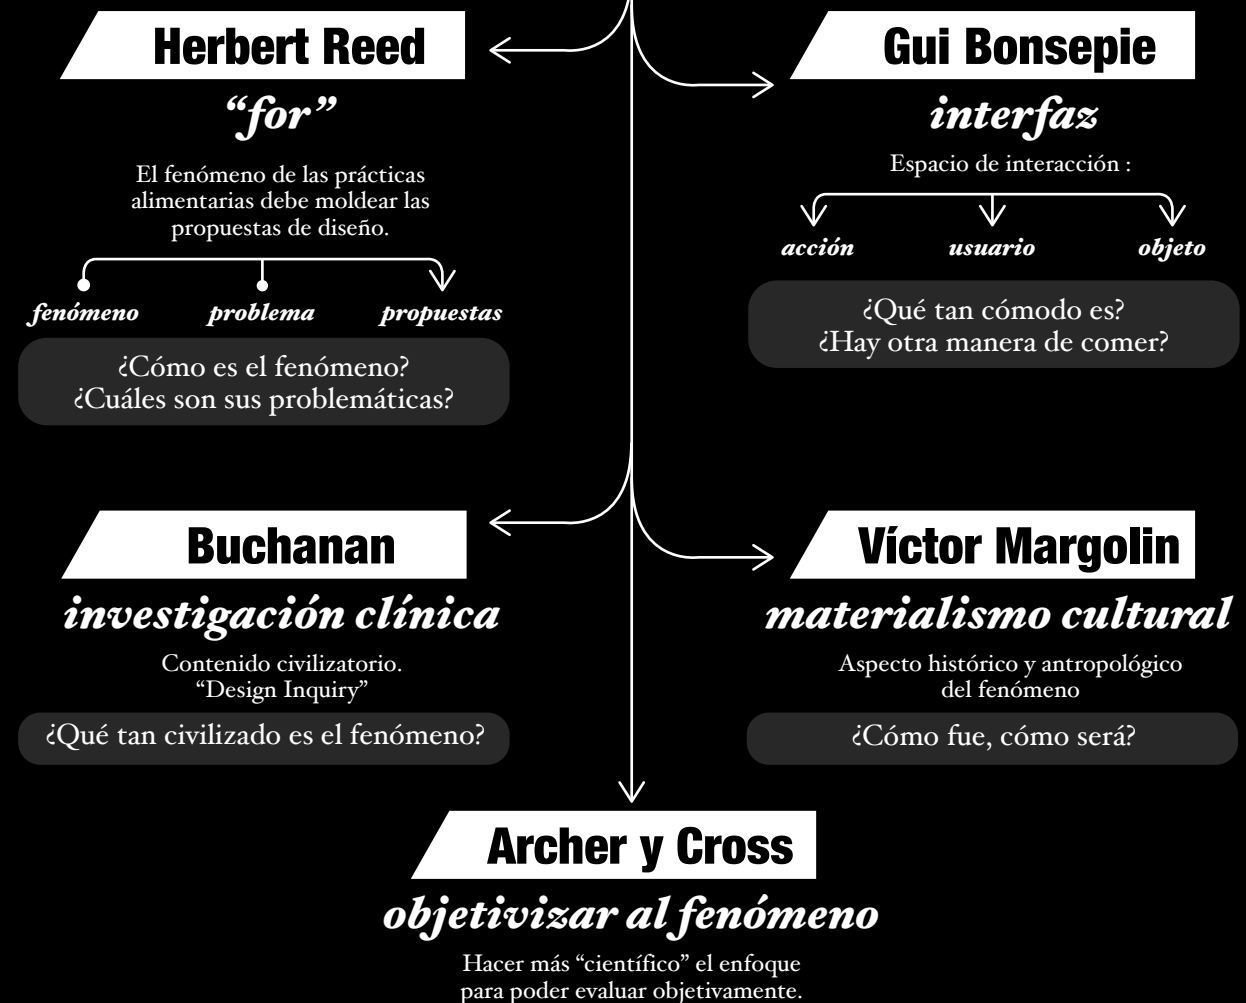 Herbert Reed
“for”
El fenómeno de las prácticas
alimentarias debe moldear las
propuestas de diseño.
fenómeno problema propuestas
¿Cómo es el fenómeno?
¿Cuáles son sus problemáticas?
Gui Bonsepie
interfaz
Espacio de interacción :
acción usuario objeto
¿Qué tan cómodo es?
¿Hay otra manera de comer?
Buchanan
investigación clínica
Contenido civilizatorio.
“Design Inquiry”
¿Qué tan civilizado es el fenómeno?
Víctor Margolin
materialismo cultural
Aspecto histórico y antropológico
del fenómeno
¿Cómo fue, cómo será?
Archer y Cross
objetivizar al fenómeno
Hacer más “científico” el enfoque
para poder evaluar objetivamente.